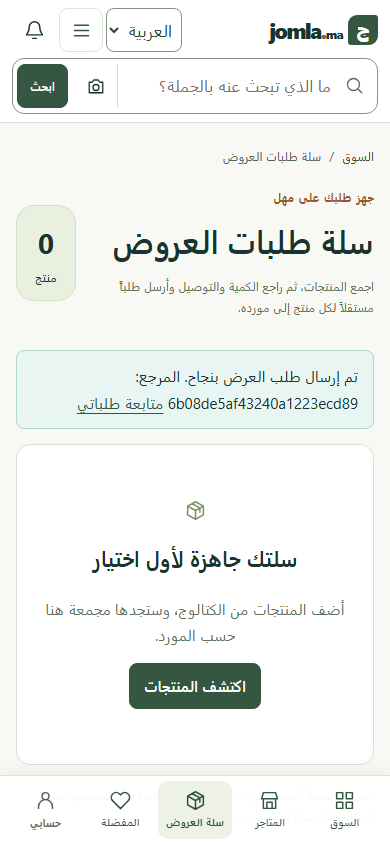 ج jomla.ma العربية
ما الذي تبحث عنه بالجملة؟ ابحث
السوق / سلة طلبات العروض
جهز طلبك على مهل
سلة طلبات العروض
0
منتج
اجمع المنتجات، ثم راجع الكمية والتوصيل وأرسل طلباً
مستقلاً لكل منتج إلى مورده.
تم إرسال طلب العرض بنجاح. المرجع:
6b08de5af43240a1223ecd89 متابعة طلباتي
سلتك جاهزة لأول اختيار
أضف المنتجات من الكتالوج، وستجدها مجمعة هنا
حسب المورد.
اكتشف المنتجات
السوق المتاجر سلة العروض المفضلة حسابي